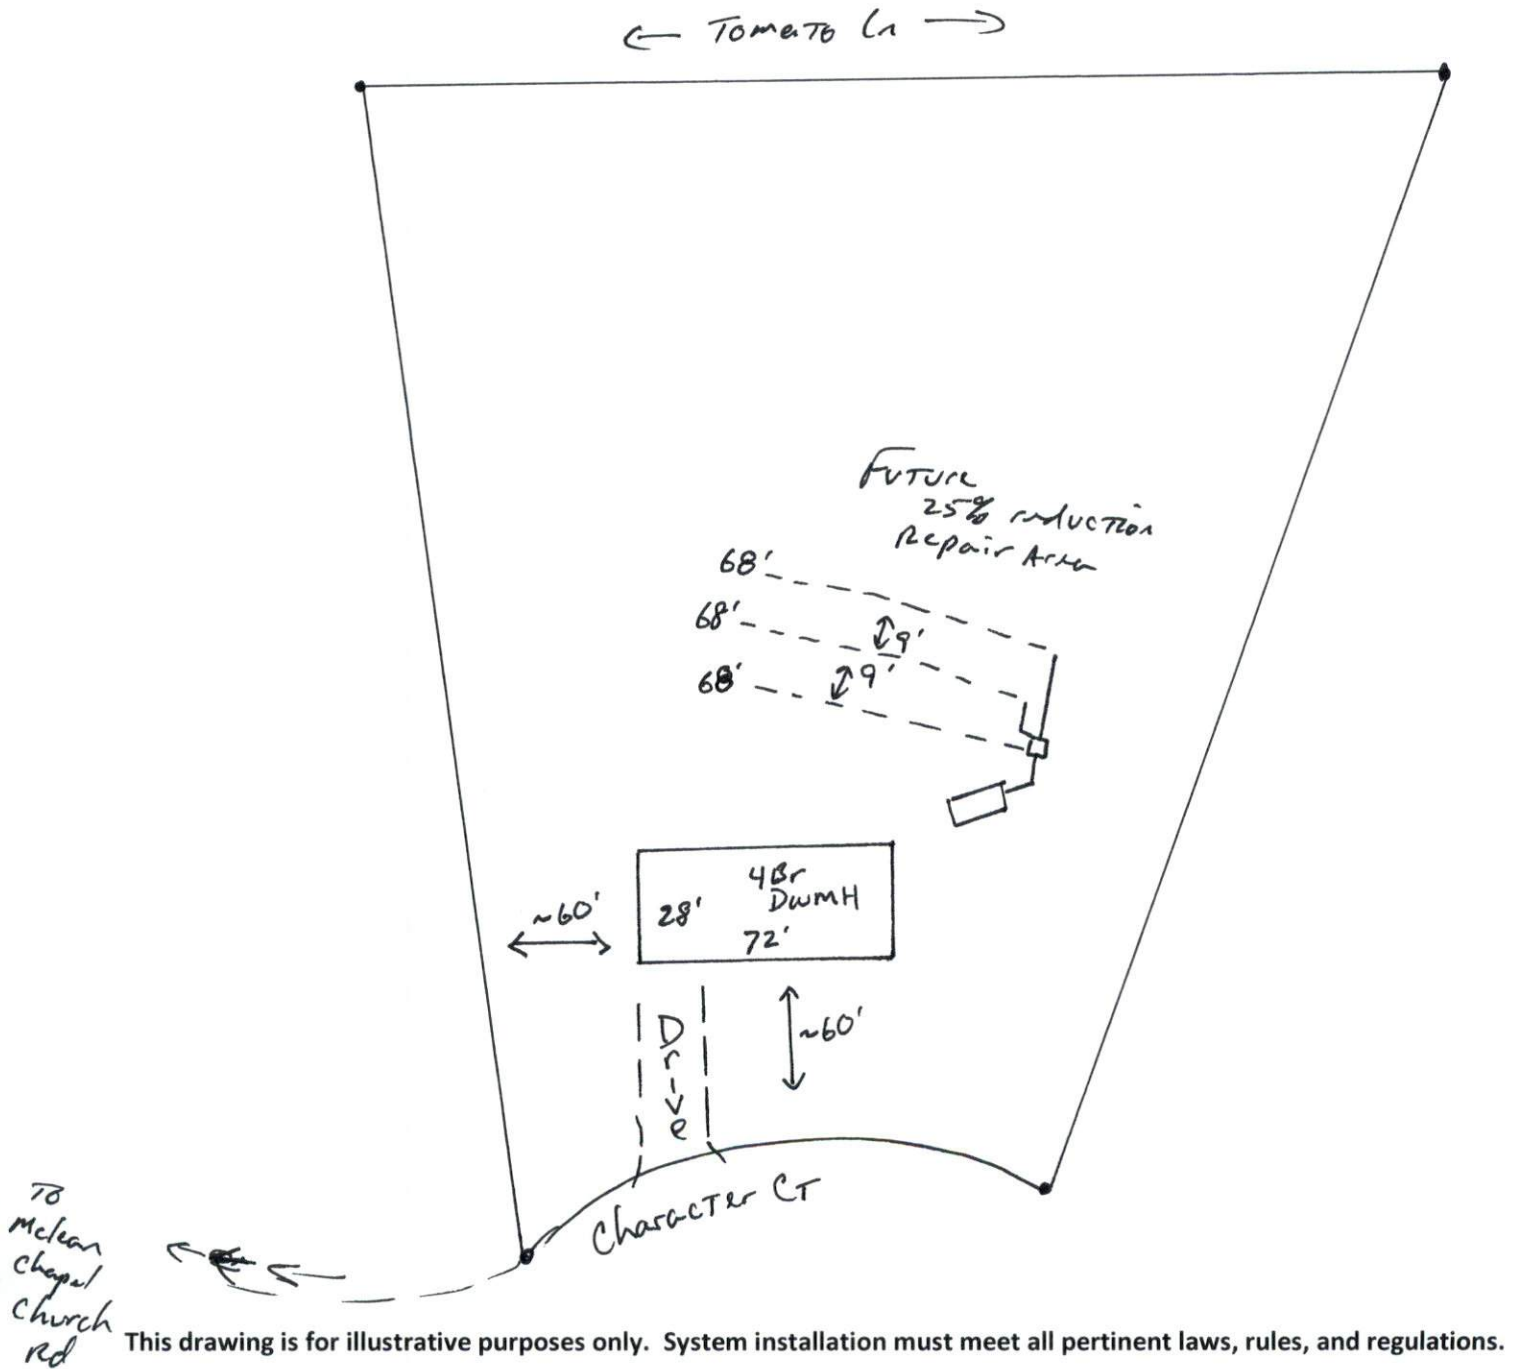 ← Tomato Ln →
Future
25% reduction
Repair Area
68'
68'
9'
68'
9'
4Br
DWMH
28'
72'
~60'
Drive
~60'
Character CT
To
Mclean
Chapel
Church
Rd
This drawing is for illustrative purposes only. System installation must meet all pertinent laws, rules, and regulations.